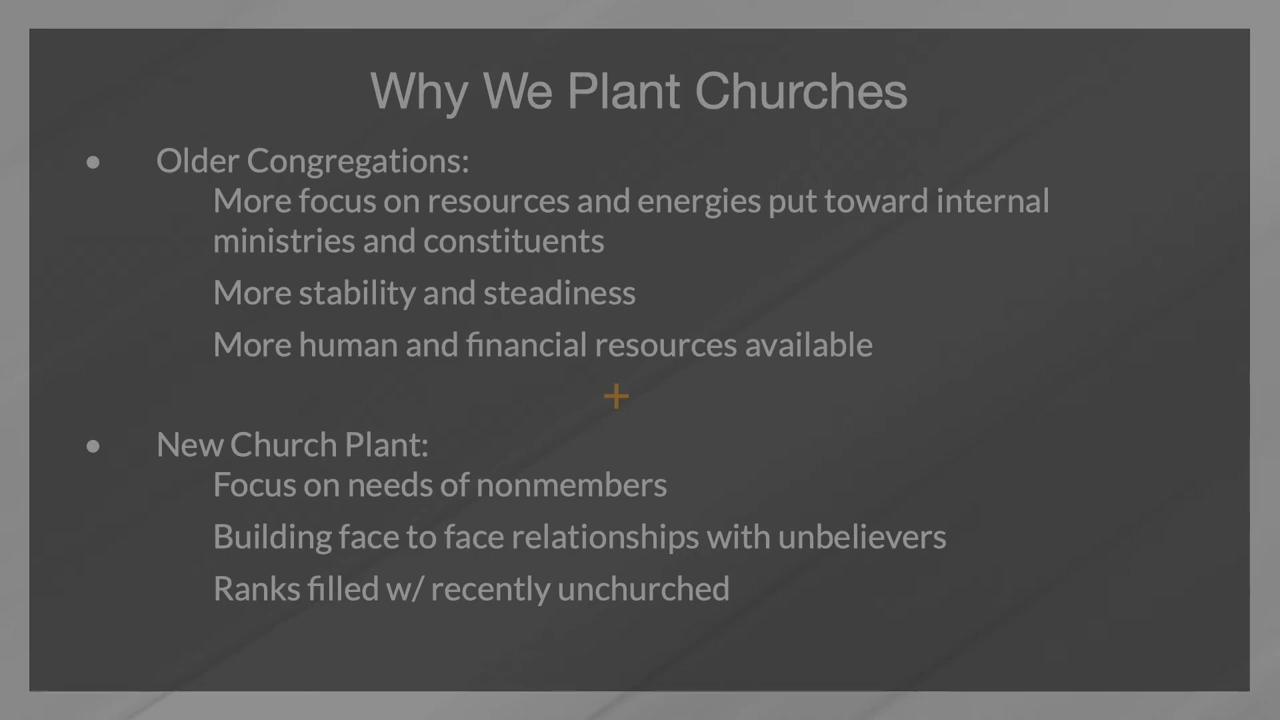 Why We Plant Churches
• Older Congregations:
More focus on resources and energies put toward internal
ministries and constituents
More stability and steadiness
More human and financial resources available
+
• New Church Plant:
Focus on needs of nonmembers
Building face to face relationships with unbelievers
Ranks filled w/ recently unchurched